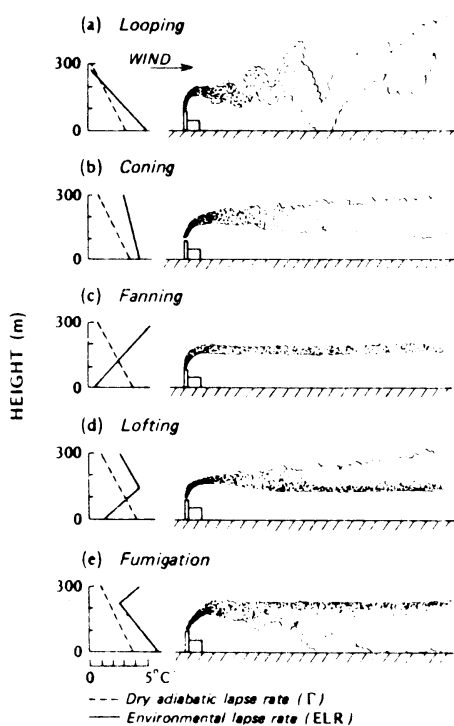 (a) Looping
300
WIND
0
(b) Coning
300
0
(c) Fanning
300
0
HEIGHT (m)
(d) Lofting
300
0
(e) Fumigation
300
0
0 5°C
--- Dry adiabatic lapse rate (Γ)
— Environmental lapse rate (ELR)